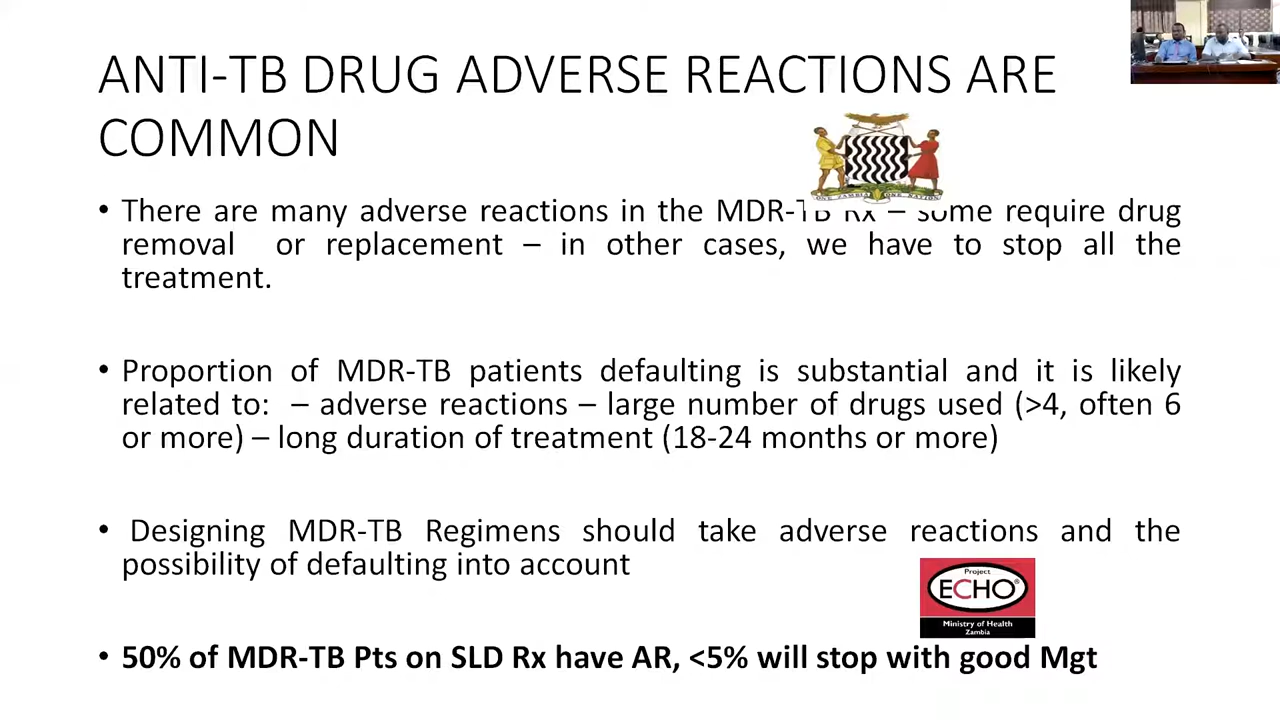 ANTI-TB DRUG ADVERSE REACTIONS ARE
COMMON
ONE ZAMBIA ONE NATION
• There are many adverse reactions in the MDR-TB Rx – some require drug
removal or replacement – in other cases, we have to stop all the
treatment.
• Proportion of MDR-TB patients defaulting is substantial and it is likely
related to: – adverse reactions – large number of drugs used (>4, often 6
or more) – long duration of treatment (18-24 months or more)
• Designing MDR-TB Regimens should take adverse reactions and the
possibility of defaulting into account
Project
ECHO®
Ministry of Health
Zambia
• 50% of MDR-TB Pts on SLD Rx have AR, <5% will stop with good Mgt